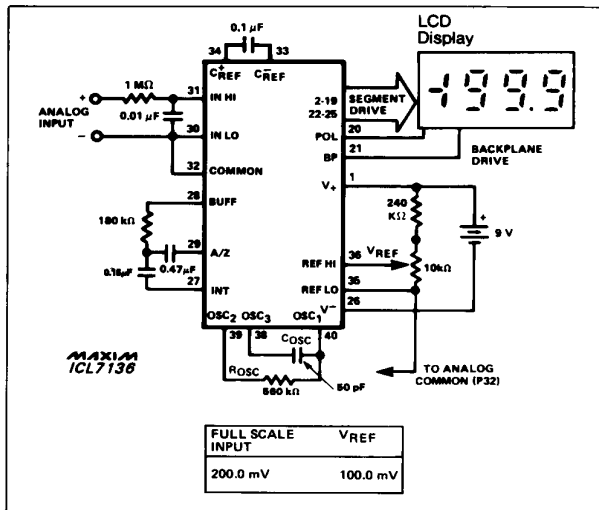 LCD
Display
0.1 µF
34
33
C+REF
C-REF
-199.9
1 MΩ
31
IN HI
ANALOG
INPUT
+
0.01 µF
-
30
IN LO
32
COMMON
28
BUFF
180 kΩ
29
A/Z
0.47µF
27
INT
2-19
22-25
SEGMENT
DRIVE
20
POL
21
BP
BACKPLANE
DRIVE
1
V+
240
KΩ
+
9 V
36
REF HI
VREF
10kΩ
35
REF LO
26
V-
OSC2
OSC3
OSC1
39
38
40
COSC
ROSC
50 pF
560 kΩ
MAXIM
ICL7136
TO ANALOG
COMMON (P32)
FULL SCALE
INPUT
VREF
200.0 mV
100.0 mV